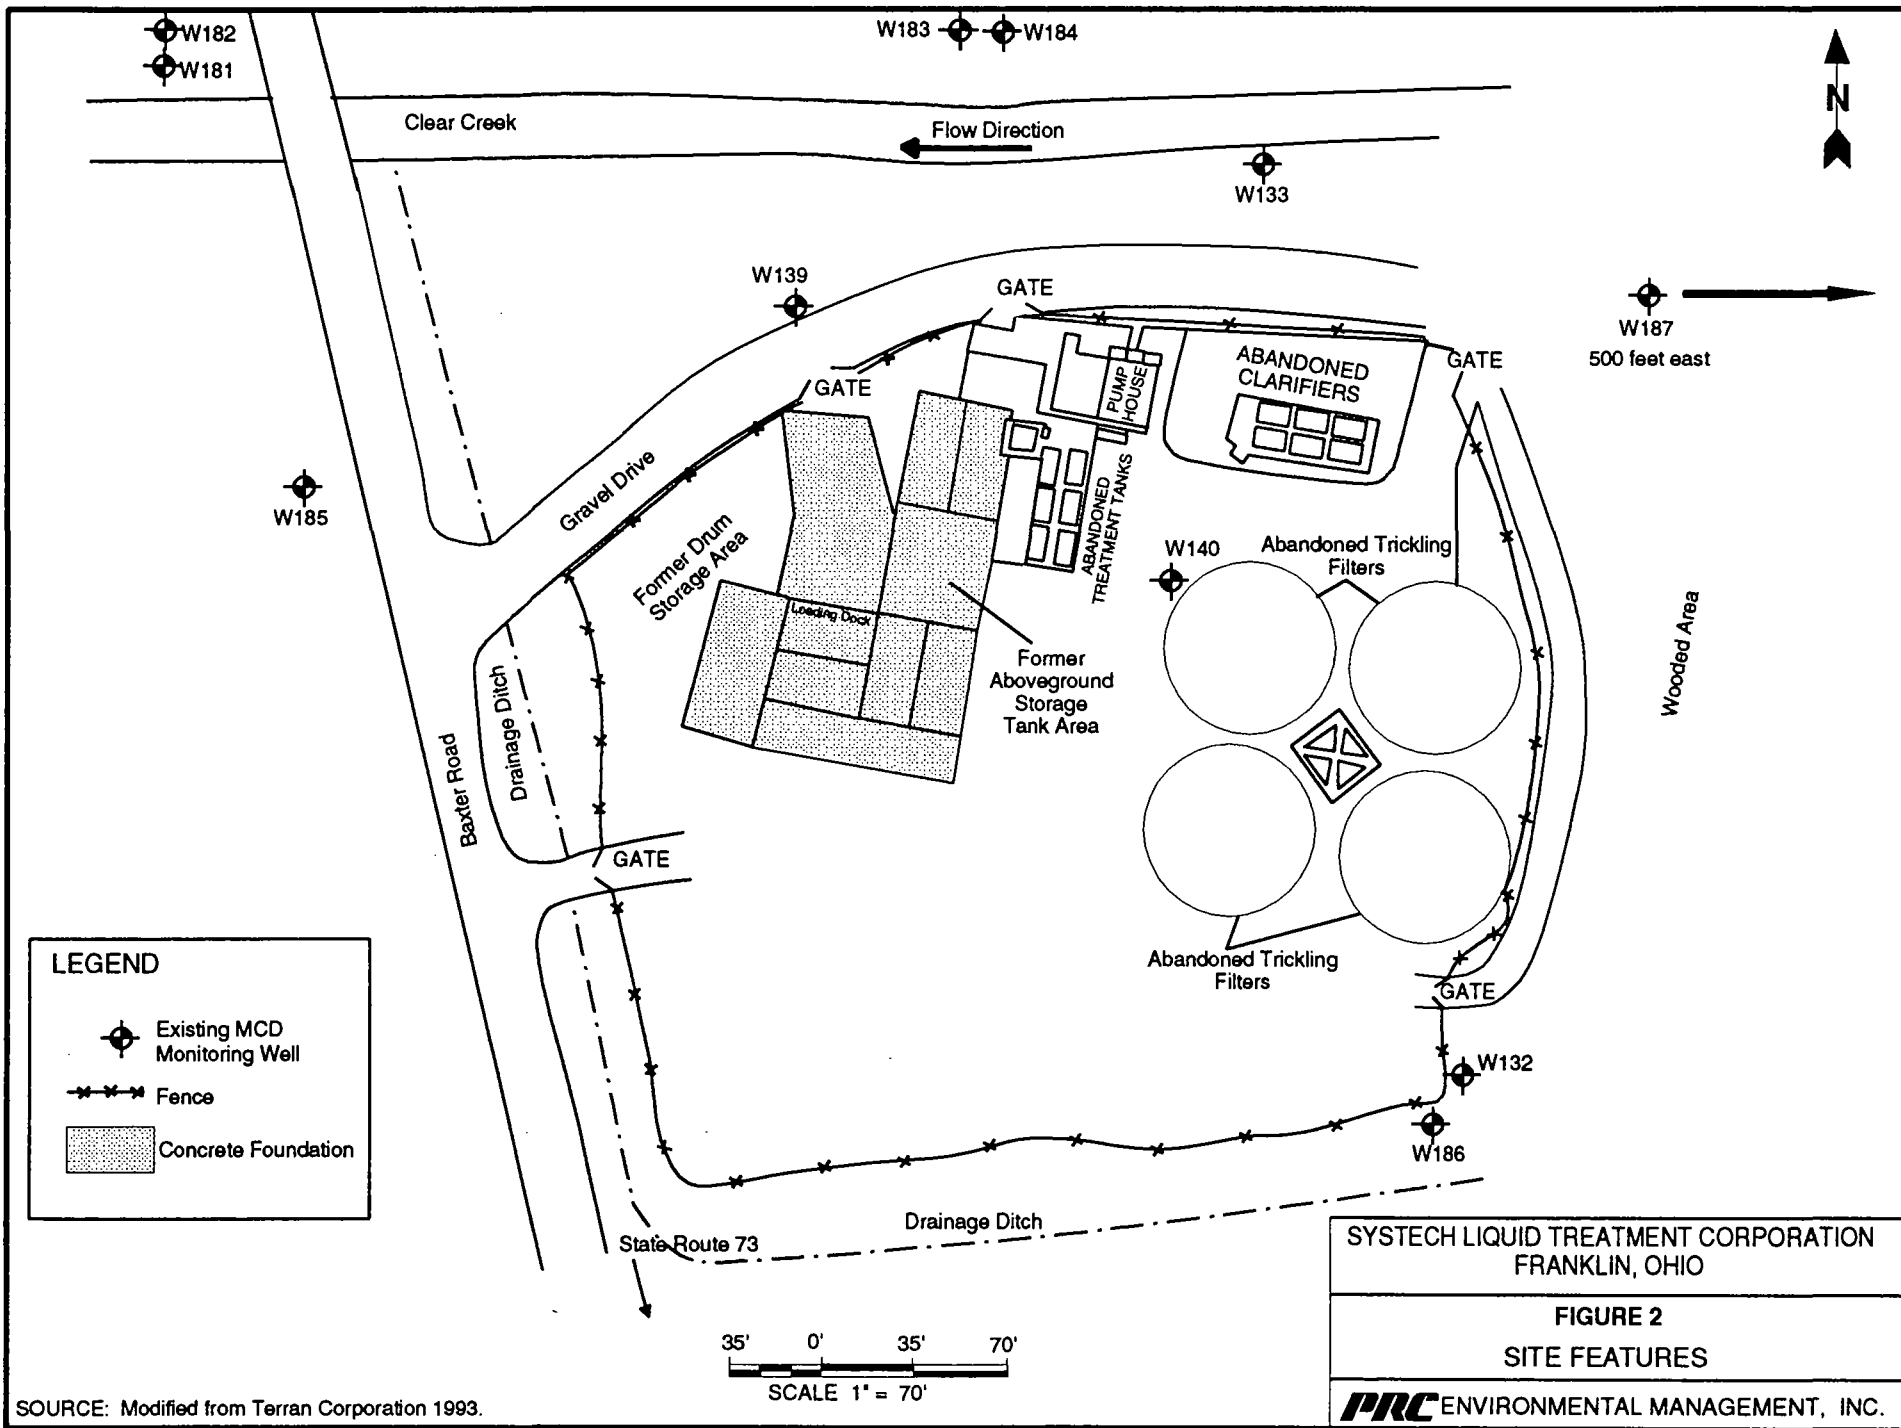 W182
W183
W184
W181
N
Clear Creek
Flow Direction
W133
W139
GATE
W187
500 feet east
GATE
ABANDONED
CLARIFIERS
GATE
PUMP
HOUSE
Gravel Drive
ABANDONED
TREATMENT TANKS
W185
Former Drum
Storage Area
W140
Abandoned Trickling
Filters
Loading Dock
Wooded Area
Former
Aboveground
Storage
Tank Area
Drainage Ditch
Baxter Road
GATE
Abandoned Trickling
Filters
GATE
LEGEND
Existing MCD
Monitoring Well
Fence
Concrete Foundation
W132
W186
Drainage Ditch
State Route 73
SYSTECH LIQUID TREATMENT CORPORATION
FRANKLIN, OHIO
FIGURE 2
SITE FEATURES
35' 0' 35' 70'
SCALE 1" = 70'
SOURCE: Modified from Terran Corporation 1993.
PRC ENVIRONMENTAL MANAGEMENT, INC.